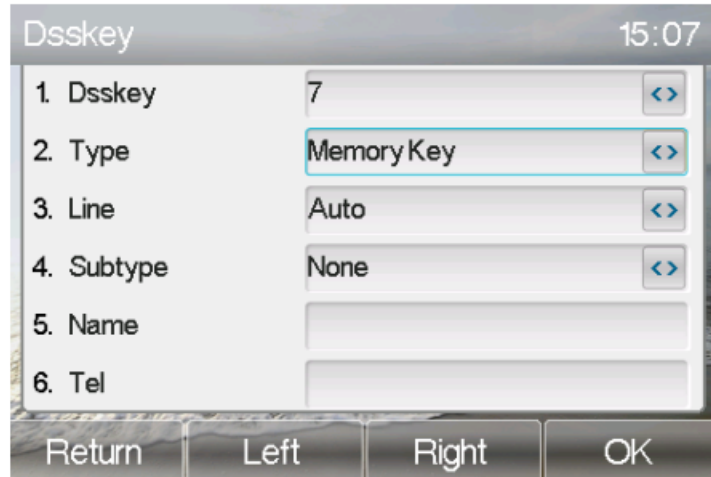 Dsskey 15:07
1. Dsskey 7 <>
2. Type Memory Key <>
3. Line Auto <>
4. Subtype None <>
5. Name
6. Tel
Return Left Right OK